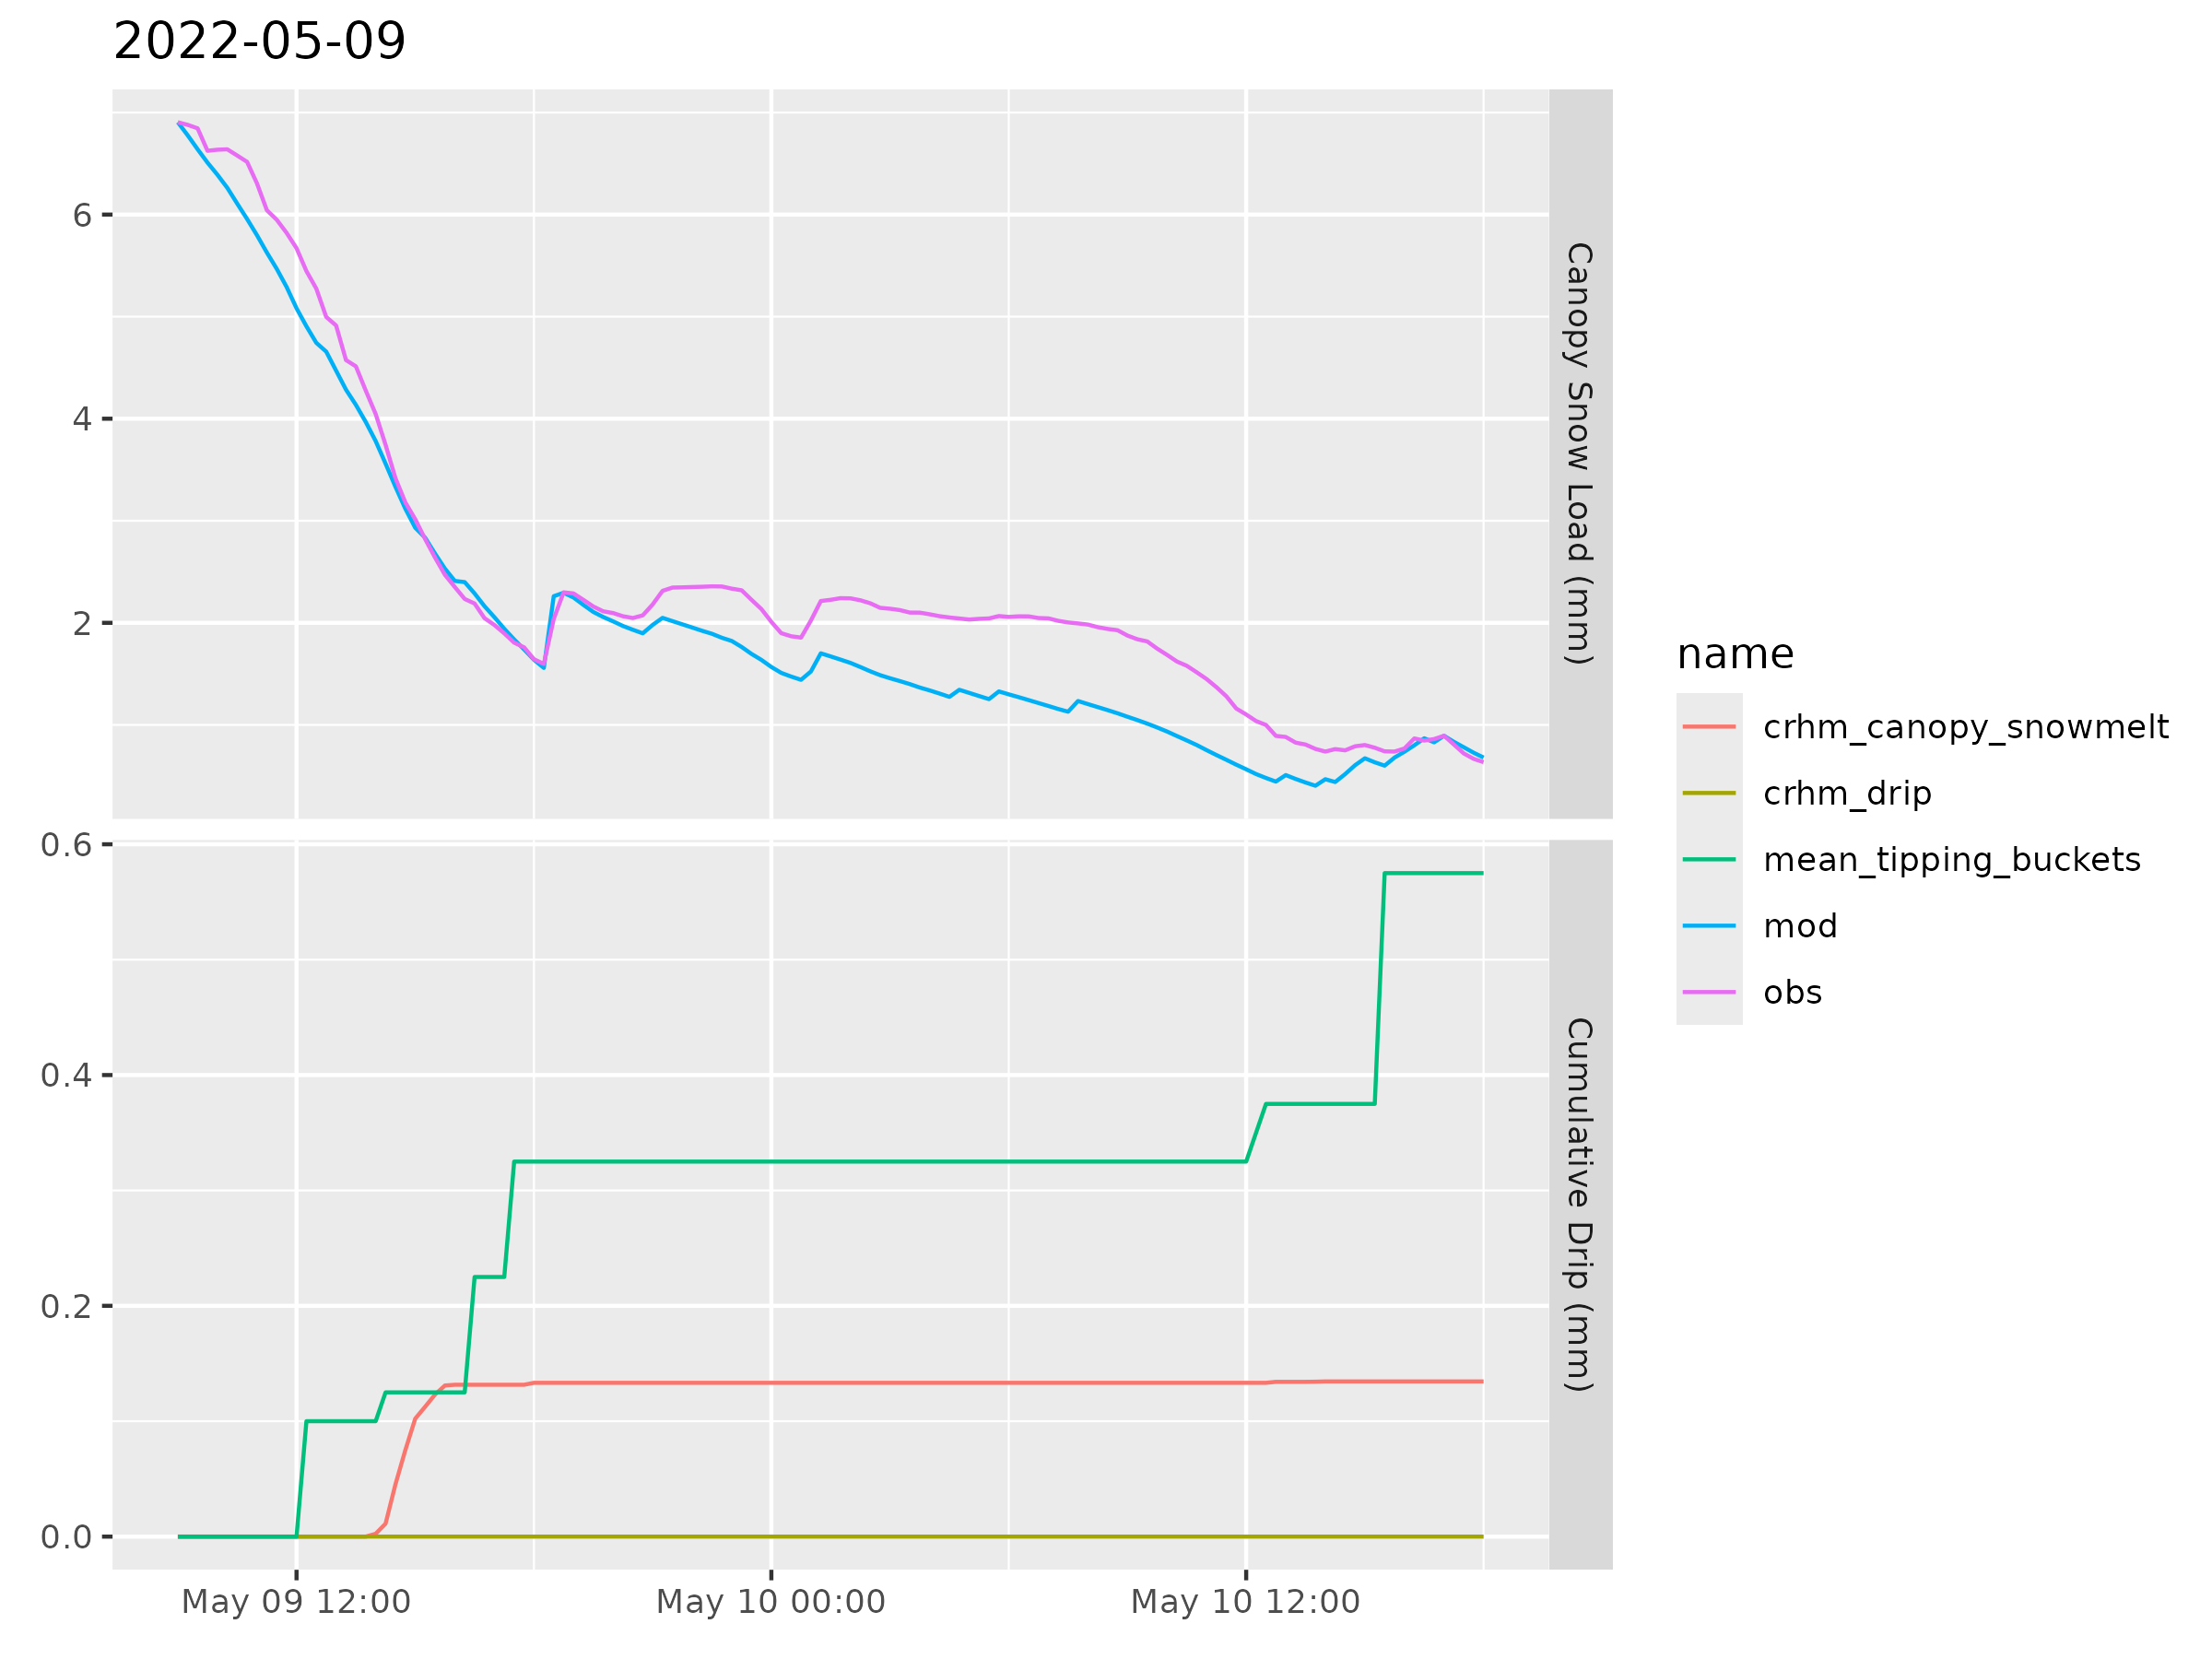 2022-05-09
6
4
2
Canopy Snow Load (mm)
0.6
0.4
0.2
0.0
Cumulative Drip (mm)
May 09 12:00
May 10 00:00
May 10 12:00
name
crhm_canopy_snowmelt
crhm_drip
mean_tipping_buckets
mod
obs